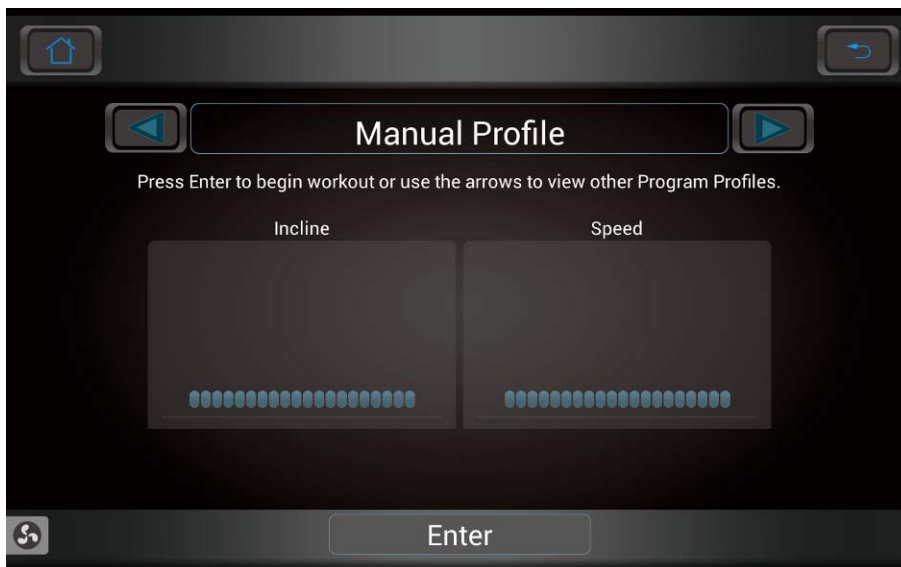 Manual Profile
Press Enter to begin workout or use the arrows to view other Program Profiles.
Incline
Speed
Enter